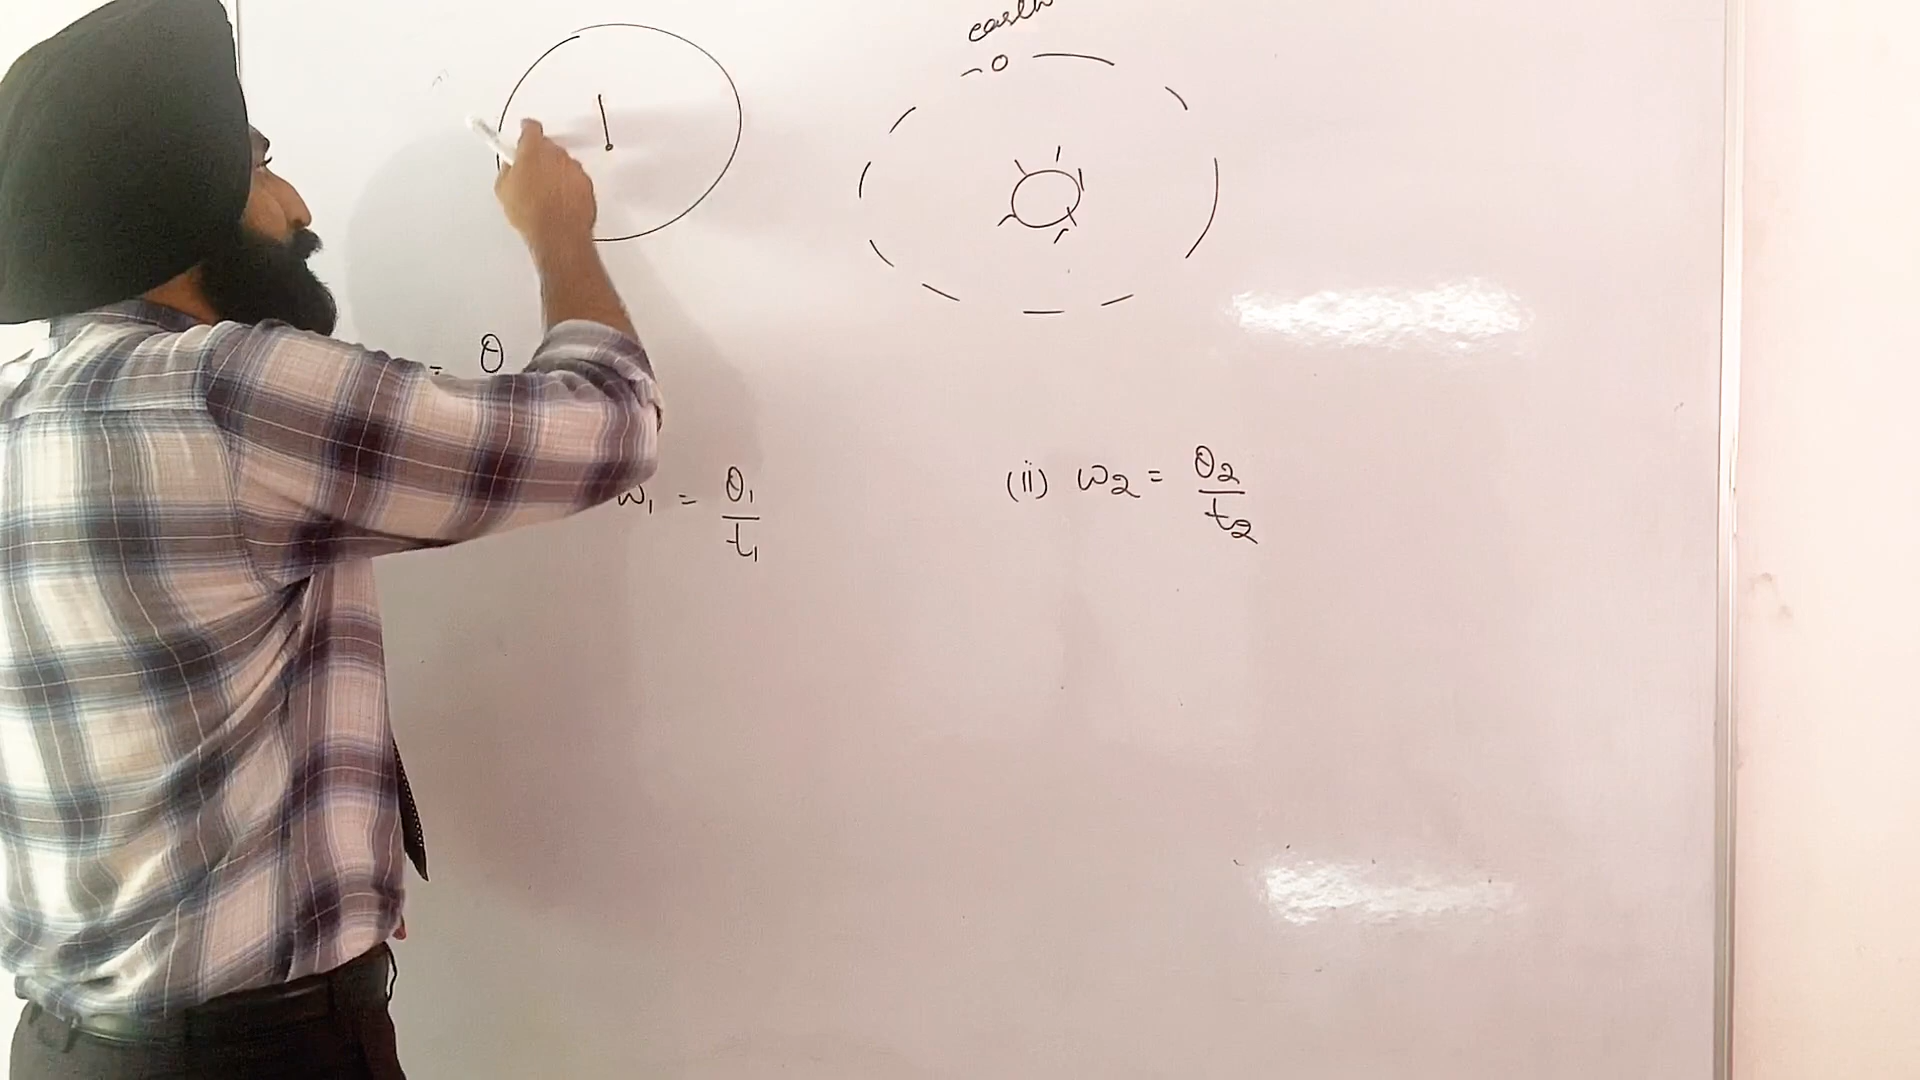 earth
= θ
ω₁ = θ₁/t₁
(ii) ω₂ = θ₂/t₂